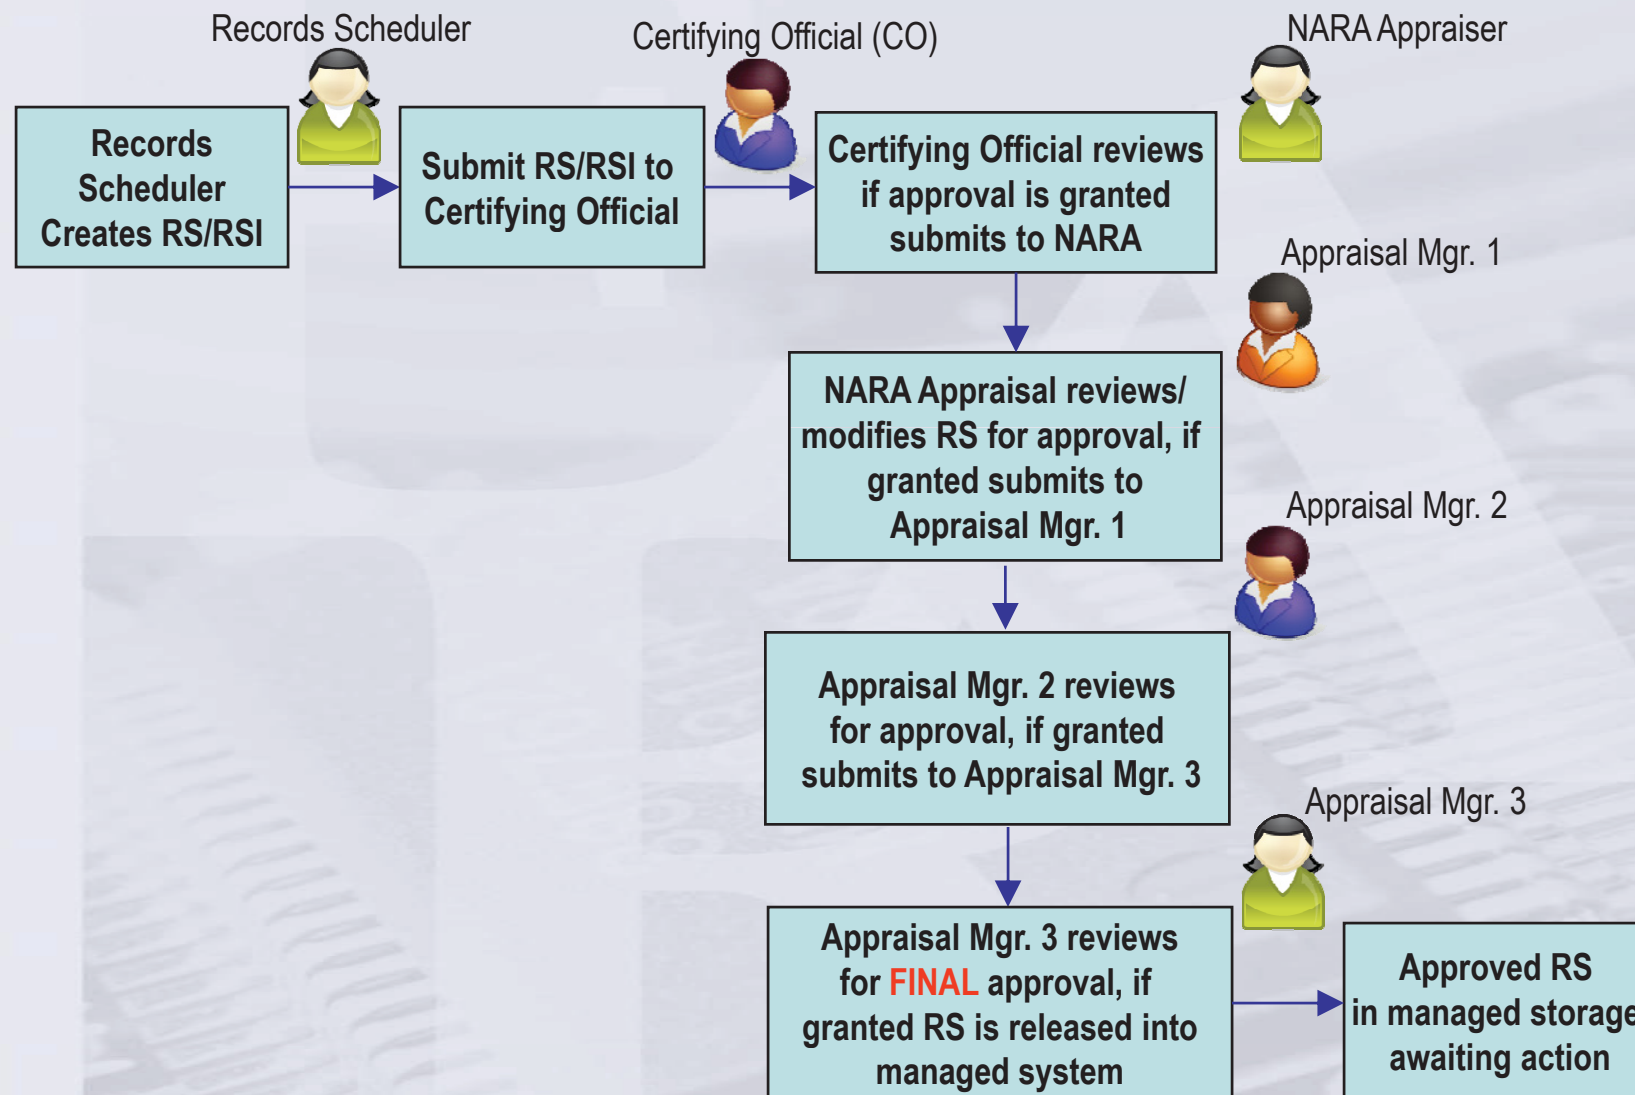 Records Scheduler
Certifying Official (CO)
NARA Appraiser
Records
Scheduler
Creates RS/RSI
Submit RS/RSI to
Certifying Official
Certifying Official reviews
if approval is granted
submits to NARA
Appraisal Mgr. 1
NARA Appraisal reviews/
modifies RS for approval, if
granted submits to
Appraisal Mgr. 1
Appraisal Mgr. 2
Appraisal Mgr. 2 reviews
for approval, if granted
submits to Appraisal Mgr. 3
Appraisal Mgr. 3
Appraisal Mgr. 3 reviews
for FINAL approval, if
granted RS is released into
managed system
Approved RS
in managed storage
awaiting action